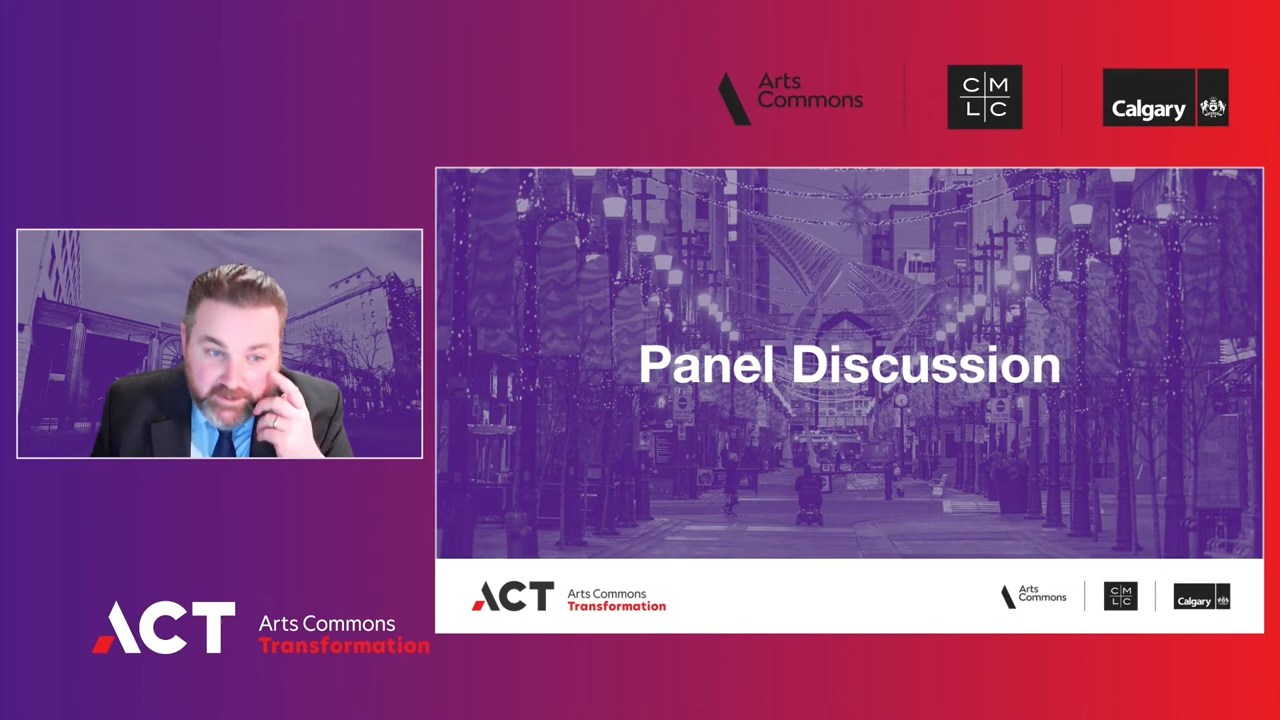 Arts
Commons
C M
L C
Calgary
Panel Discussion
ACT
Arts Commons
Transformation
Arts
Commons
C M
L C
Calgary
ACT
Arts Commons
Transformation